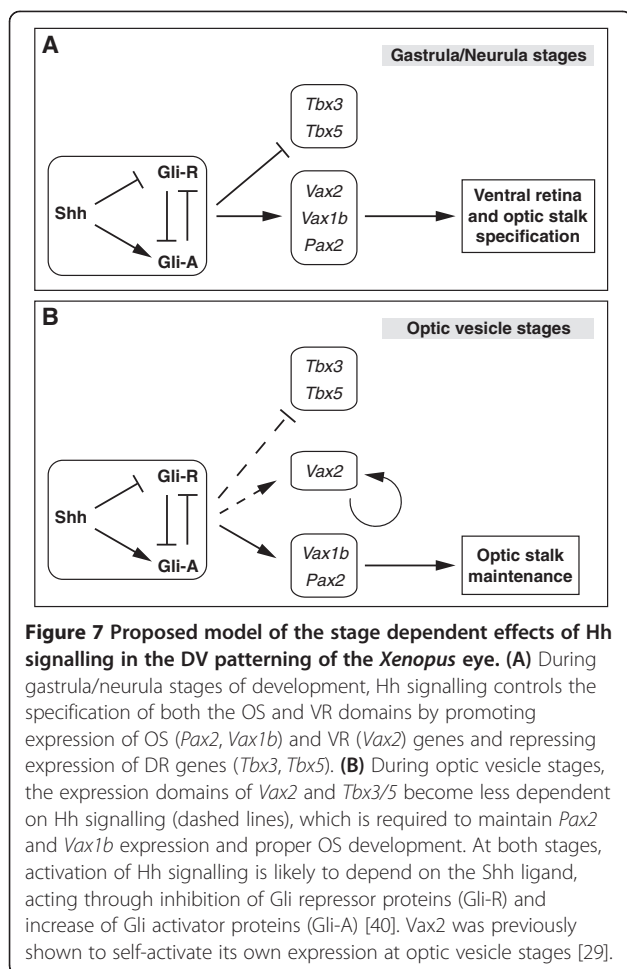 A
Gastrula/Neurula stages
Tbx3
Tbx5
Gli-R
Shh
Gli-A
Vax2
Vax1b
Pax2
Ventral retina
and optic stalk
specification
B
Optic vesicle stages
Tbx3
Tbx5
Gli-R
Shh
Gli-A
Vax2
Vax1b
Pax2
Optic stalk
maintenance
Figure 7 Proposed model of the stage dependent effects of Hh
signalling in the DV patterning of the Xenopus eye. (A) During
gastrula/neurula stages of development, Hh signalling controls the
specification of both the OS and VR domains by promoting
expression of OS (Pax2, Vax1b) and VR (Vax2) genes and repressing
expression of DR genes (Tbx3, Tbx5). (B) During optic vesicle stages,
the expression domains of Vax2 and Tbx3/5 become less dependent
on Hh signalling (dashed lines), which is required to maintain Pax2
and Vax1b expression and proper OS development. At both stages,
activation of Hh signalling is likely to depend on the Shh ligand,
acting through inhibition of Gli repressor proteins (Gli-R) and
increase of Gli activator proteins (Gli-A) [40]. Vax2 was previously
shown to self-activate its own expression at optic vesicle stages [29].